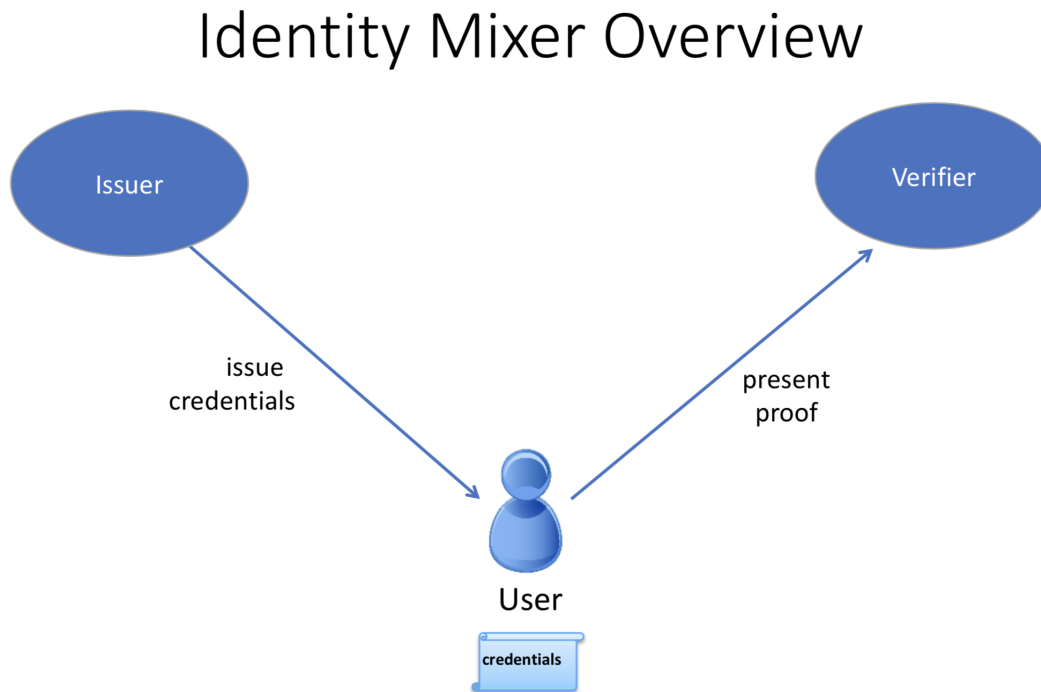 Identity Mixer Overview
Issuer
Verifier
issue
credentials
present
proof
User
credentials